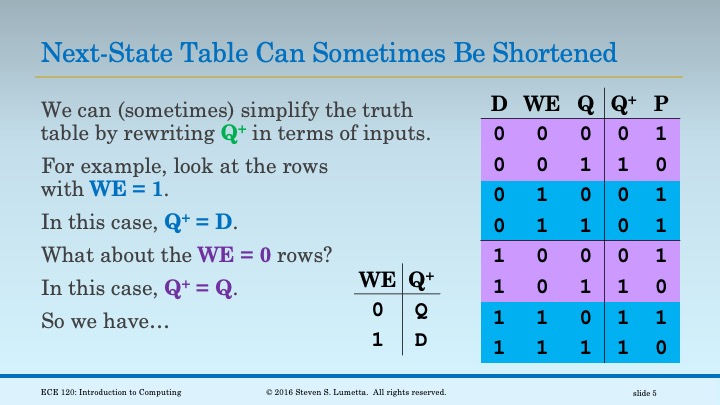 Next-State Table Can Sometimes Be Shortened
We can (sometimes) simplify the truth
table by rewriting Q+ in terms of inputs.
For example, look at the rows
with WE = 1.
In this case, Q+ = D.
What about the WE = 0 rows?
In this case, Q+ = Q.
So we have…
WE Q+
0 Q
1 D
D WE Q Q+ P
0 0 0 0 1
0 0 1 1 0
0 1 0 0 1
0 1 1 0 1
1 0 0 0 1
1 0 1 1 0
1 1 0 1 1
1 1 1 1 0
ECE 120: Introduction to Computing
© 2016 Steven S. Lumetta. All rights reserved.
slide 5